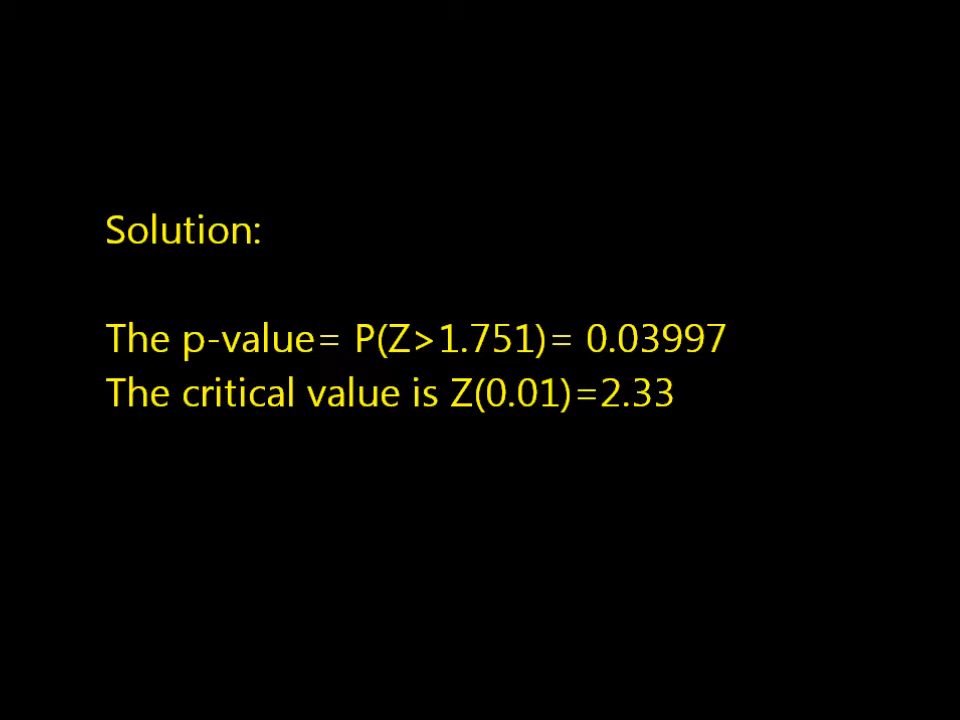 Solution:
The p-value= P(Z>1.751)= 0.03997
The critical value is Z(0.01)=2.33